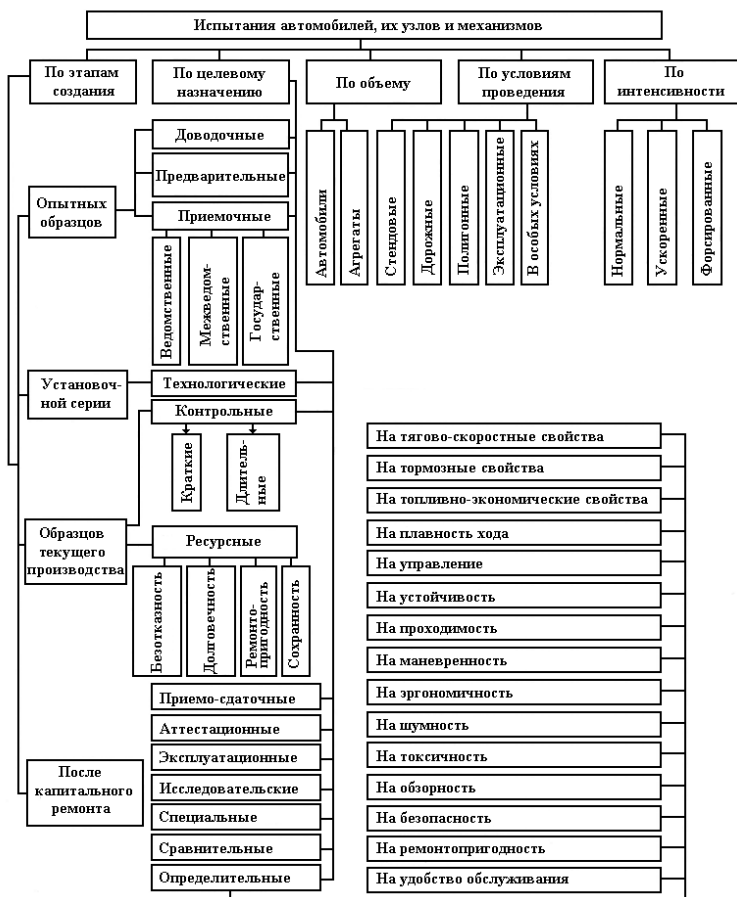 Испытания автомобилей, их узлов и механизмов
По этапам
создания
По целевому
назначению
По объему
По условиям
проведения
По
интенсивности
Доводочные
Предварительные
Приемочные
Опытных
образцов
Ведомственные
Межведом-
ственные
Государ-
ственные
Автомобили
Агрегаты
Стендовые
Дорожные
Полигонные
Эксплуатационные
В особых условиях
Нормальные
Ускоренные
Форсированные
Установоч-
ной серии
Технологические
Контрольные
Краткие
Длитель-
ные
Образцов
текущего
производства
Ресурсные
Безотказность
Долговечность
Ремонто-
пригодность
Сохранность
После
капитального
ремонта
Приемо-сдаточные
Аттестационные
Эксплуатационные
Исследовательские
Специальные
Сравнительные
Определительные
На тягово-скоростные свойства
На тормозные свойства
На топливно-экономические свойства
На плавность хода
На управление
На устойчивость
На проходимость
На маневренность
На эргономичность
На шумность
На токсичность
На обзорность
На безопасность
На ремонтопригодность
На удобство обслуживания